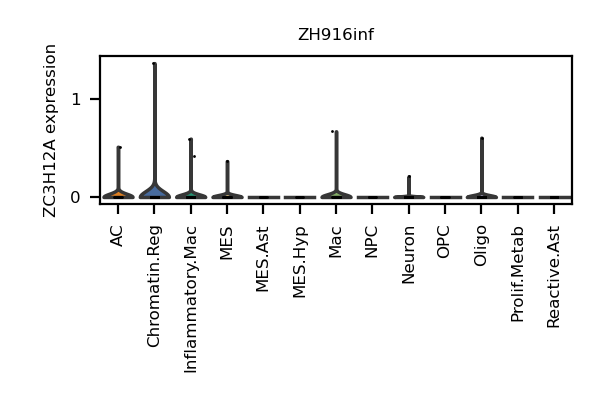 ZH916inf
ZC3H12A expression
1
0
AC
Chromatin.Reg
Inflammatory.Mac
MES
MES.Ast
MES.Hyp
Mac
NPC
Neuron
OPC
Oligo
Prolif.Metab
Reactive.Ast